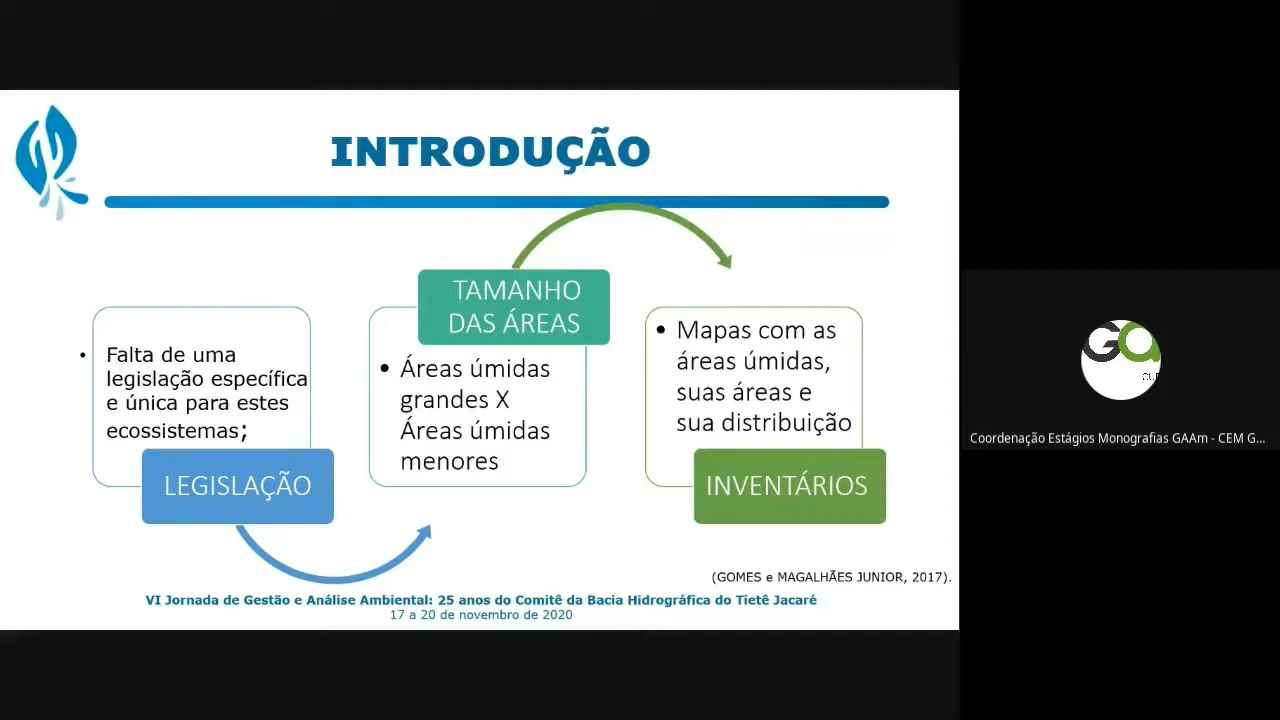 INTRODUÇÃO
• Falta de uma
legislação específica
e única para estes
ecossistemas;
LEGISLAÇÃO
TAMANHO
DAS ÁREAS
• Áreas úmidas
grandes X
Áreas úmidas
menores
• Mapas com as
áreas úmidas,
suas áreas e
sua distribuição
INVENTÁRIOS
(GOMES e MAGALHÃES JUNIOR, 2017).
VI Jornada de Gestão e Análise Ambiental: 25 anos do Comitê da Bacia Hidrográfica do Tietê Jacaré
17 a 20 de novembro de 2020
Coordenação Estágios Monografias GAAm - CEM G...